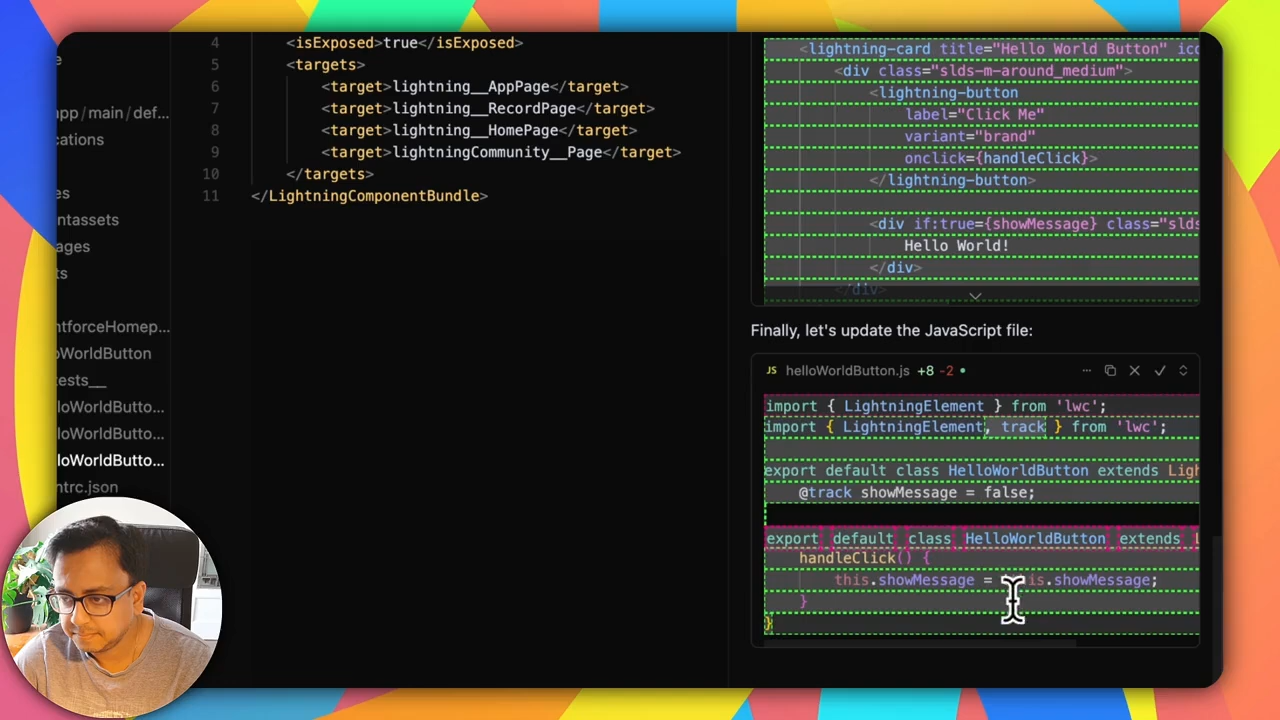 e
app/main/def...
cations
es
ntassets
ages
ts
ntforceHomep...
oWorldButton
tests__
loWorldButto...
loWorldButto...
loWorldButto...
ntrc.json
4 <isExposed>true</isExposed>
5 <targets>
6 <target>lightning__AppPage</target>
7 <target>lightning__RecordPage</target>
8 <target>lightning__HomePage</target>
9 <target>lightningCommunity__Page</target>
10 </targets>
11 </LightningComponentBundle>
<lightning-card title="Hello World Button" ico
<div class="slds-m-around_medium">
<lightning-button
label="Click Me"
variant="brand"
onclick={handleClick}>
</lightning-button>
<div if:true={showMessage} class="slds
Hello World!
</div>
</div>
Finally, let's update the JavaScript file:
JS helloWorldButton.js +8 -2
import { LightningElement } from 'lwc';
import { LightningElement, track } from 'lwc';
export default class HelloWorldButton extends Ligh
@track showMessage = false;
export default class HelloWorldButton extends L
handleClick() {
this.showMessage = is.showMessage;
}
}